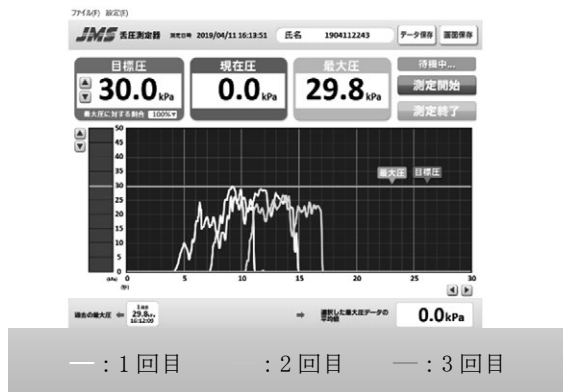 ファイル(F) 設定(S)
JMS 舌圧測定器 測定日時 2019/04/11 16:13:51 氏名 1904112243 データ保存 画面保存
目標圧 現在圧 最大圧 待機中...
30.0 kPa 0.0 kPa 29.8 kPa 測定開始
最大圧に対する割合 100% 測定終了
50
45
40
35
最大圧 目標圧
30
25
20
15
10
5
0
(kPa) 0 5 10 15 20 25 30
(秒)
過去の最大圧 1回目 選択した最大圧データの
29.8kPa 平均値 0.0kPa
16:12:09
:1回目 :2回目 :3回目